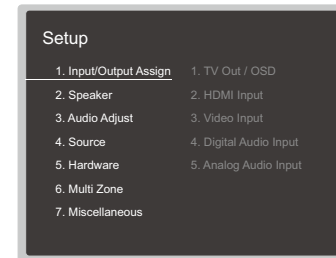 Setup
1. Input/Output Assign
2. Speaker
3. Audio Adjust
4. Source
5. Hardware
6. Multi Zone
7. Miscellaneous
1. TV Out / OSD
2. HDMI Input
3. Video Input
4. Digital Audio Input
5. Analog Audio Input